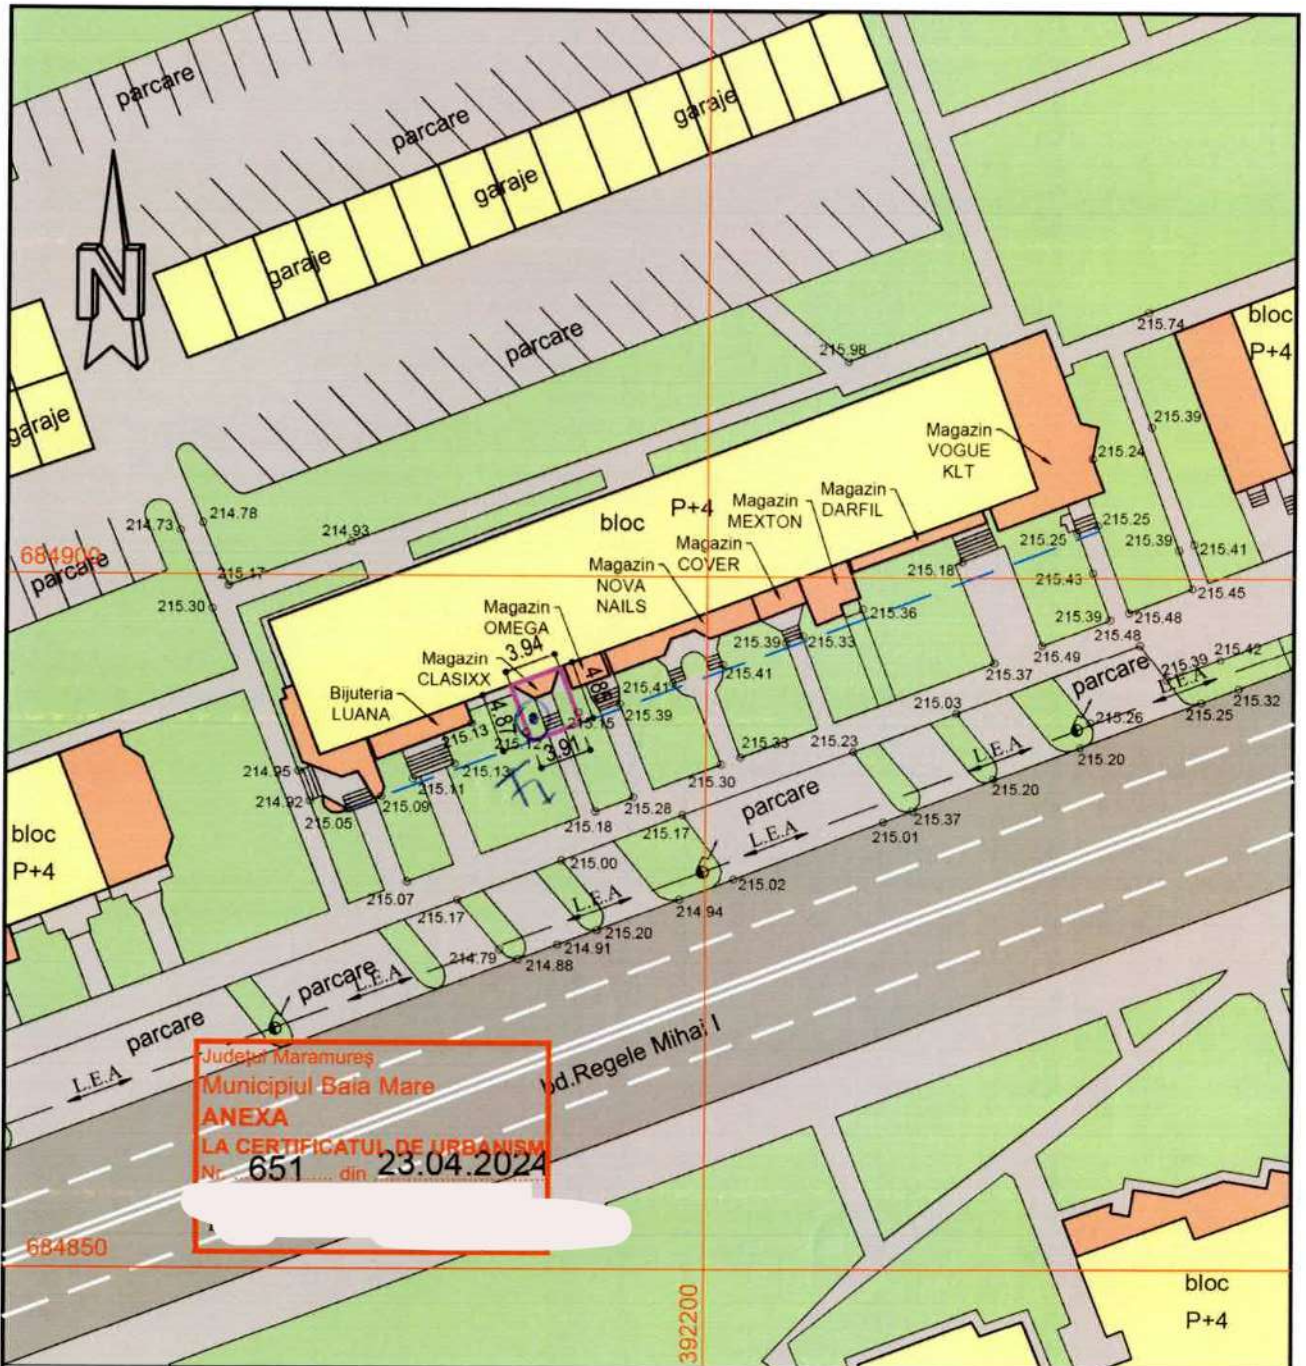 parcare
parcare
garaje
garaje
garaje
N
parcare
215.74
bloc
P+4
215.98
garaje
215.39
Magazin
VOGUE
KLT
215.24
214.73
214.78
214.93
bloc P+4
Magazin
MEXTON
Magazin
DARFIL
684900
parcare
215.17
Magazin
COVER
215.25
215.25
215.39
215.41
Magazin
NOVA
NAILS
215.18
215.43
215.30
Magazin
OMEGA
215.45
215.36
215.39
215.48
215.48
3.94
215.39
215.33
215.49
Magazin
CLASIXX
4.88
215.41
215.41
215.37
parcare
215.39
215.42
L.E.A
215.32
Bijuteria
LUANA
4.87
215.39
215.15
215.13
215.12
215.03
215.26
215.25
3.91
215.33
215.23
L.E.A
215.20
214.95
215.13
215.11
215.30
215.20
214.92
215.05
215.09
215.28
215.18
215.17
parcare
215.37
215.01
L.E.A
bloc
P+4
215.00
215.02
215.07
215.17
L.E.A
214.94
215.20
214.91
214.79
214.88
parcare
L.E.A
parcare
bd.Regele Mihai I
L.E.A
Județul Maramureș
Municipiul Baia Mare
ANEXA
LA CERTIFICATUL DE URBANISM
Nr. 651 din 23.04.2024
684850
392200
bloc
P+4